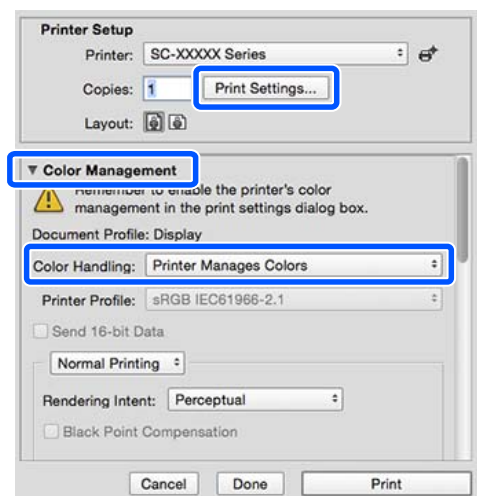 Printer Setup
Printer: SC-XXXXX Series
Copies: 1 Print Settings...
Layout:
▼ Color Management
Remember to enable the printer's color
management in the print settings dialog box.
Document Profile: Display
Color Handling: Printer Manages Colors
Printer Profile: sRGB IEC61966-2.1
Send 16-bit Data
Normal Printing
Rendering Intent: Perceptual
Black Point Compensation
Cancel Done Print